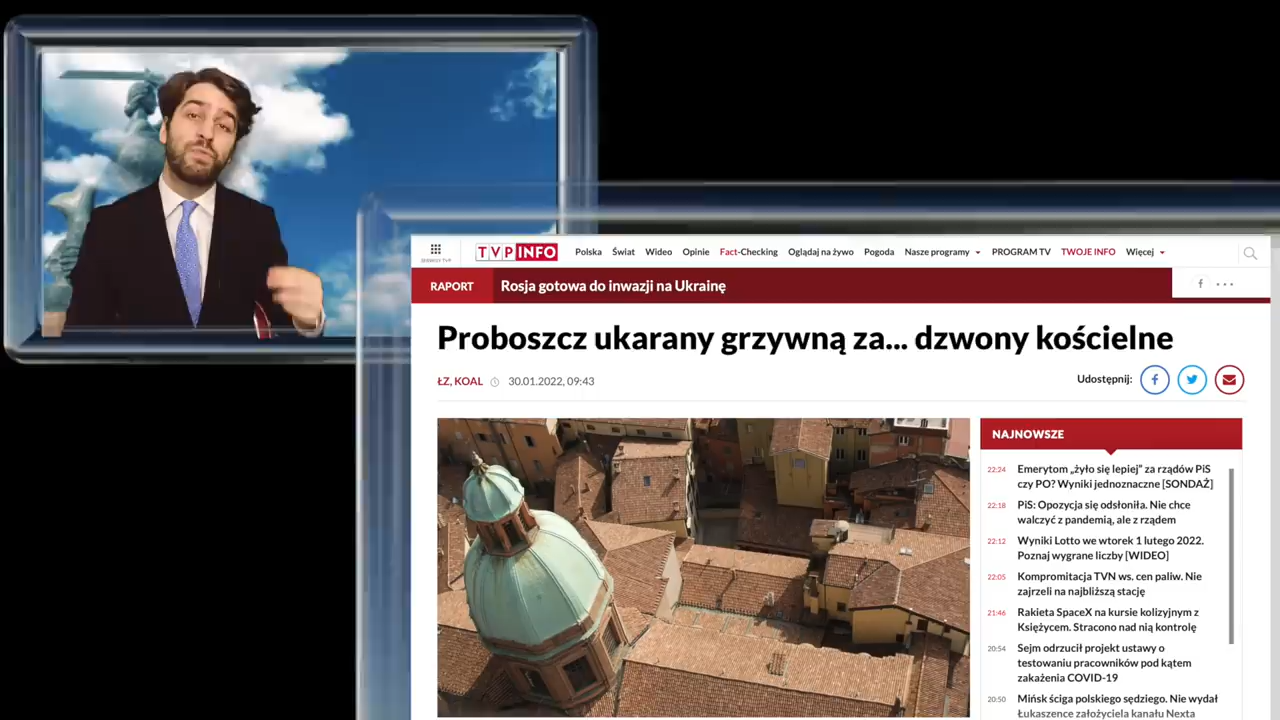 TVP INFO
Polska Świat Wideo Opinie Fact-Checking Oglądaj na żywo Pogoda Nasze programy PROGRAM TV TWOJE INFO Więcej
RAPORT Rosja gotowa do inwazji na Ukrainę
Proboszcz ukarany grzywną za... dzwony kościelne
ŁZ, KOAL 30.01.2022, 09:43
Udostępnij:
NAJNOWSZE
22:24 Emerytom „żyło się lepiej” za rządów PiS
czy PO? Wyniki jednoznaczne [SONDAŻ]
22:18 PiS: Opozycja się odsłoniła. Nie chce
walczyć z pandemią, ale z rządem
22:12 Wyniki Lotto we wtorek 1 lutego 2022.
Poznaj wygrane liczby [WIDEO]
22:05 Kompromitacja TVN ws. cen paliw. Nie
zajrzeli na najbliższą stację
21:46 Rakieta SpaceX na kursie kolizyjnym z
Księżycem. Stracono nad nią kontrolę
20:54 Sejm odrzucił projekt ustawy o
testowaniu pracowników pod kątem
zakażenia COVID-19
20:50 Mińsk ściga polskiego sędziego. Nie wydał
Łukaszence założyciela kanału Nexta